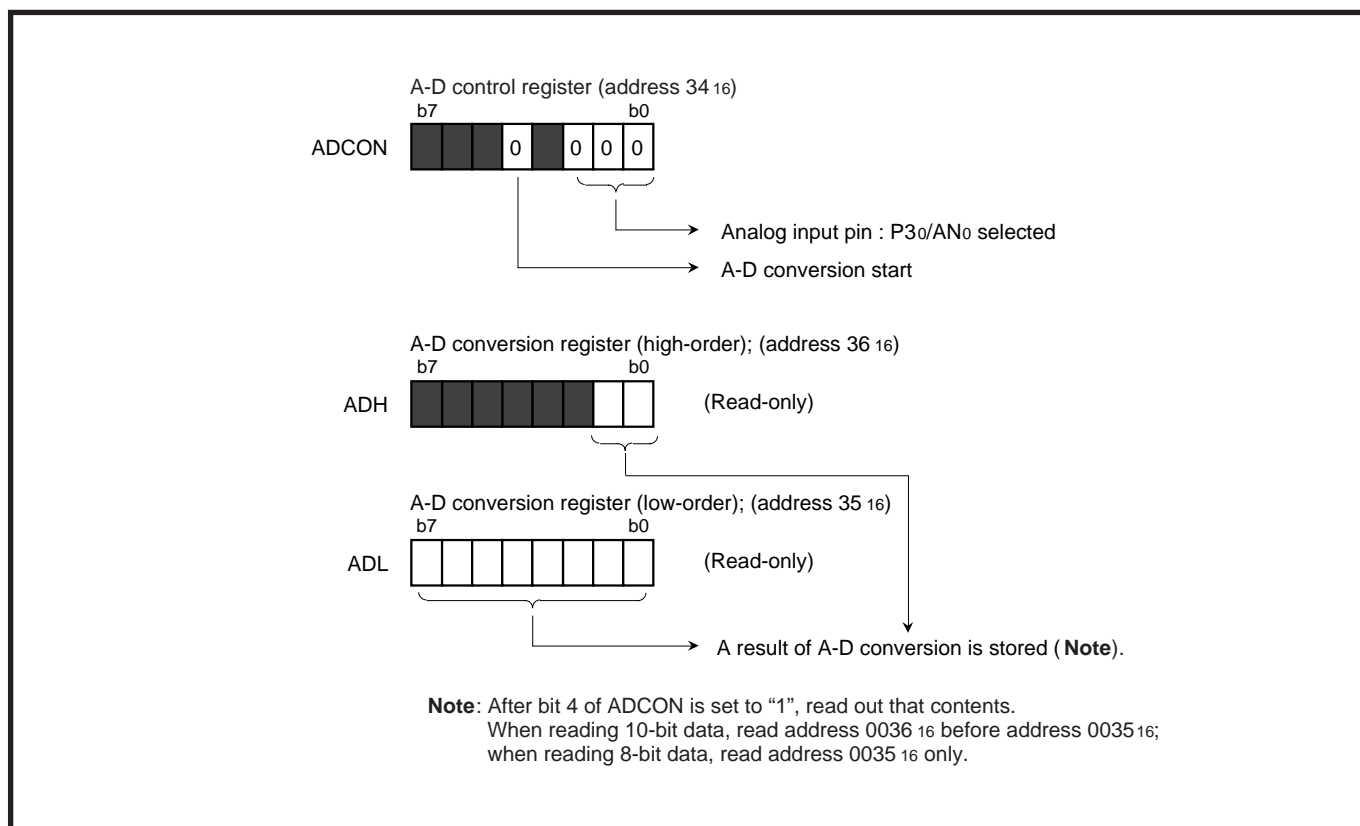 A-D control register (address 34 16)
b7 b0
ADCON 0 0 0 0
Analog input pin : P30/AN0 selected
A-D conversion start
A-D conversion register (high-order); (address 36 16)
b7 b0
ADH (Read-only)
A-D conversion register (low-order); (address 35 16)
b7 b0
ADL (Read-only)
A result of A-D conversion is stored ( Note).
Note: After bit 4 of ADCON is set to “1”, read out that contents.
When reading 10-bit data, read address 0036 16 before address 0035 16;
when reading 8-bit data, read address 0035 16 only.